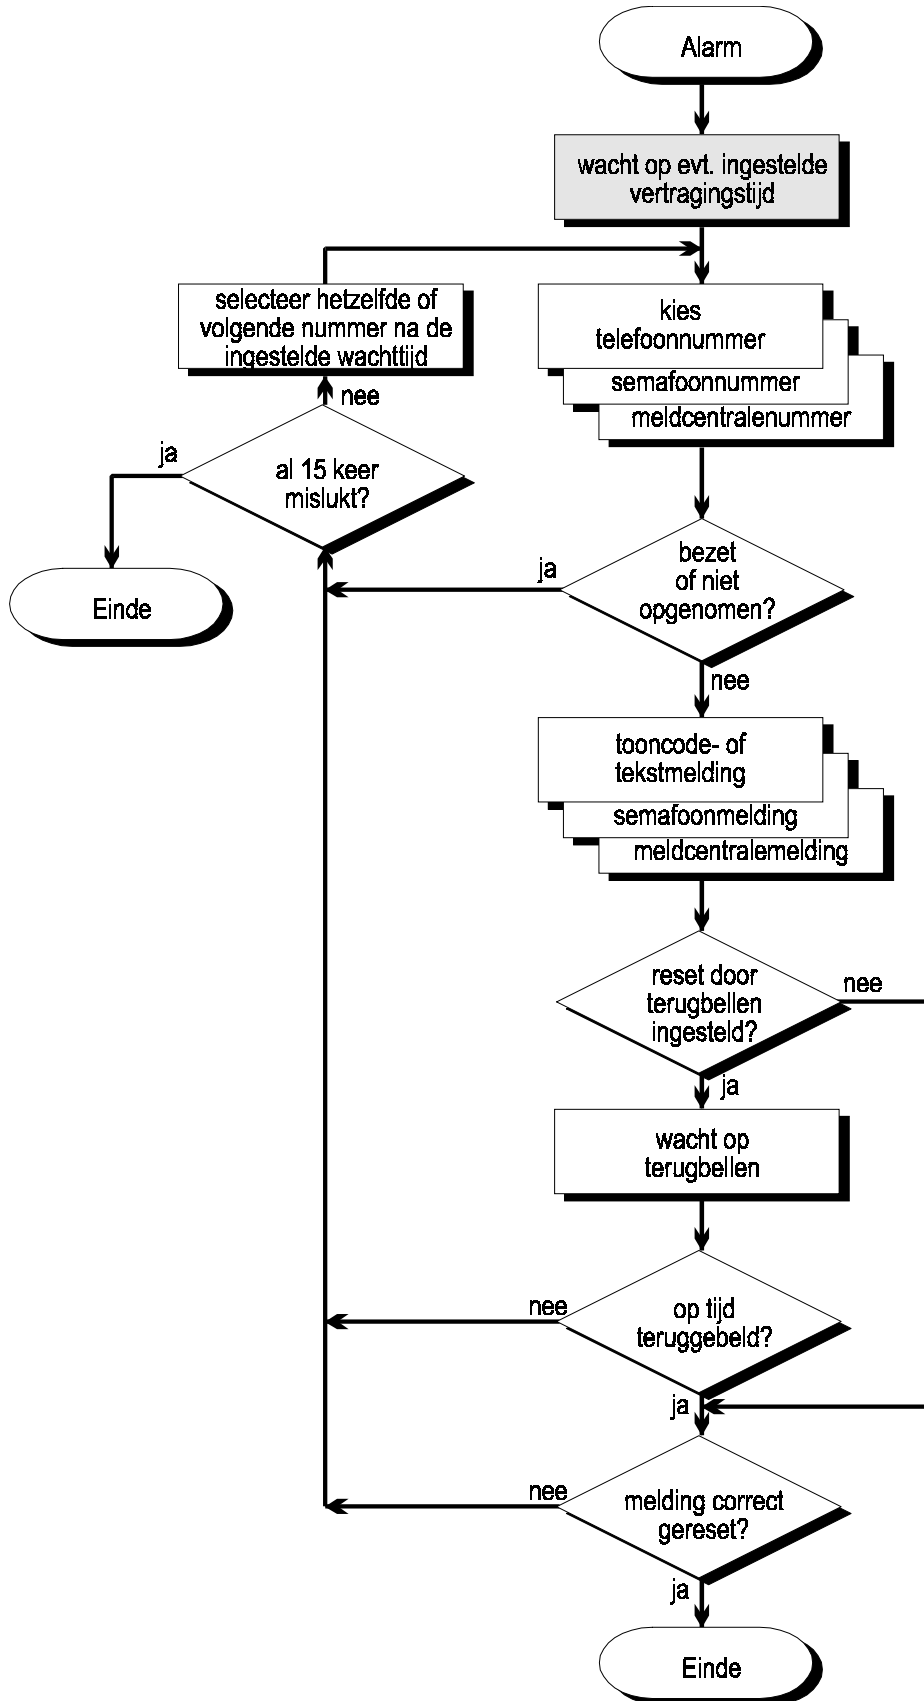 Alarm
wacht op evt. ingestelde
vertragingstijd
selecteer hetzelfde of
volgende nummer na de
ingestelde wachttijd
kies
telefoonnummer
semafoonnummer
meldcentralenummer
nee
ja
al 15 keer
mislukt?
Einde
ja
bezet
of niet
opgenomen?
nee
tooncode- of
tekstmelding
semafoonmelding
meldcentralemelding
reset door
terugbellen
ingesteld?
nee
ja
wacht op
terugbellen
nee
op tijd
teruggebeld?
ja
nee
melding correct
gereset?
ja
Einde